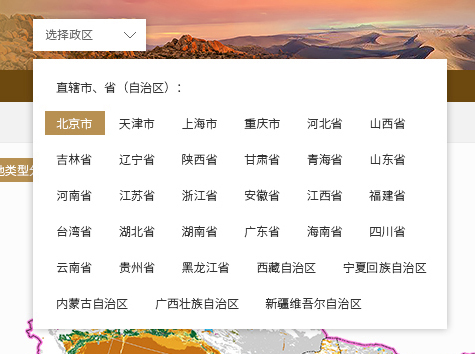 选择政区
直辖市、省（自治区）：
北京市 天津市 上海市 重庆市 河北省 山西省
吉林省 辽宁省 陕西省 甘肃省 青海省 山东省
河南省 江苏省 浙江省 安徽省 江西省 福建省
台湾省 湖北省 湖南省 广东省 海南省 四川省
云南省 贵州省 黑龙江省 西藏自治区 宁夏回族自治区
内蒙古自治区 广西壮族自治区 新疆维吾尔自治区
地类型分